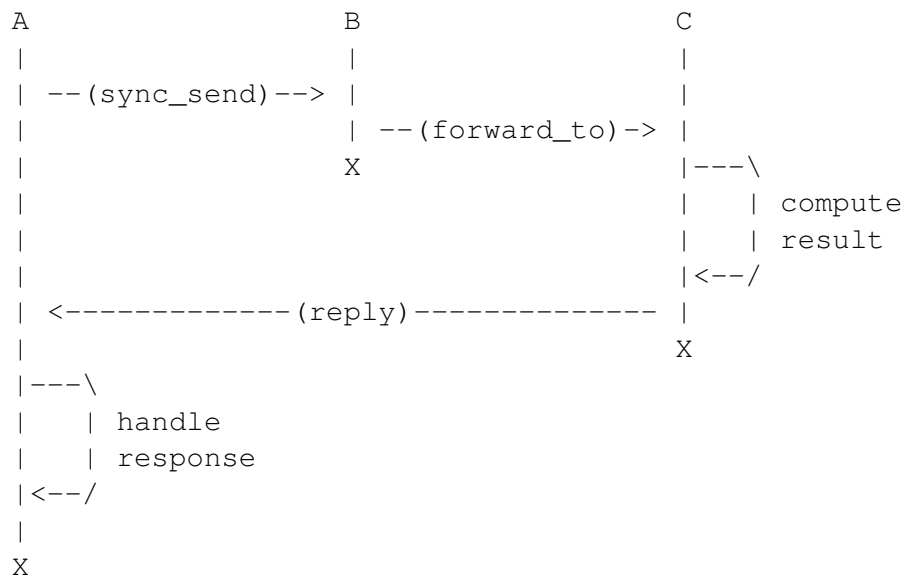 A B C
| | |
| --(sync_send)--> | |
| | --(forward_to)-> |
| X |---\
| | | compute
| | | result
| |<--/
| <-------------(reply)-------------- |
| X
|---\
| | handle
| | response
|<--/
|
X